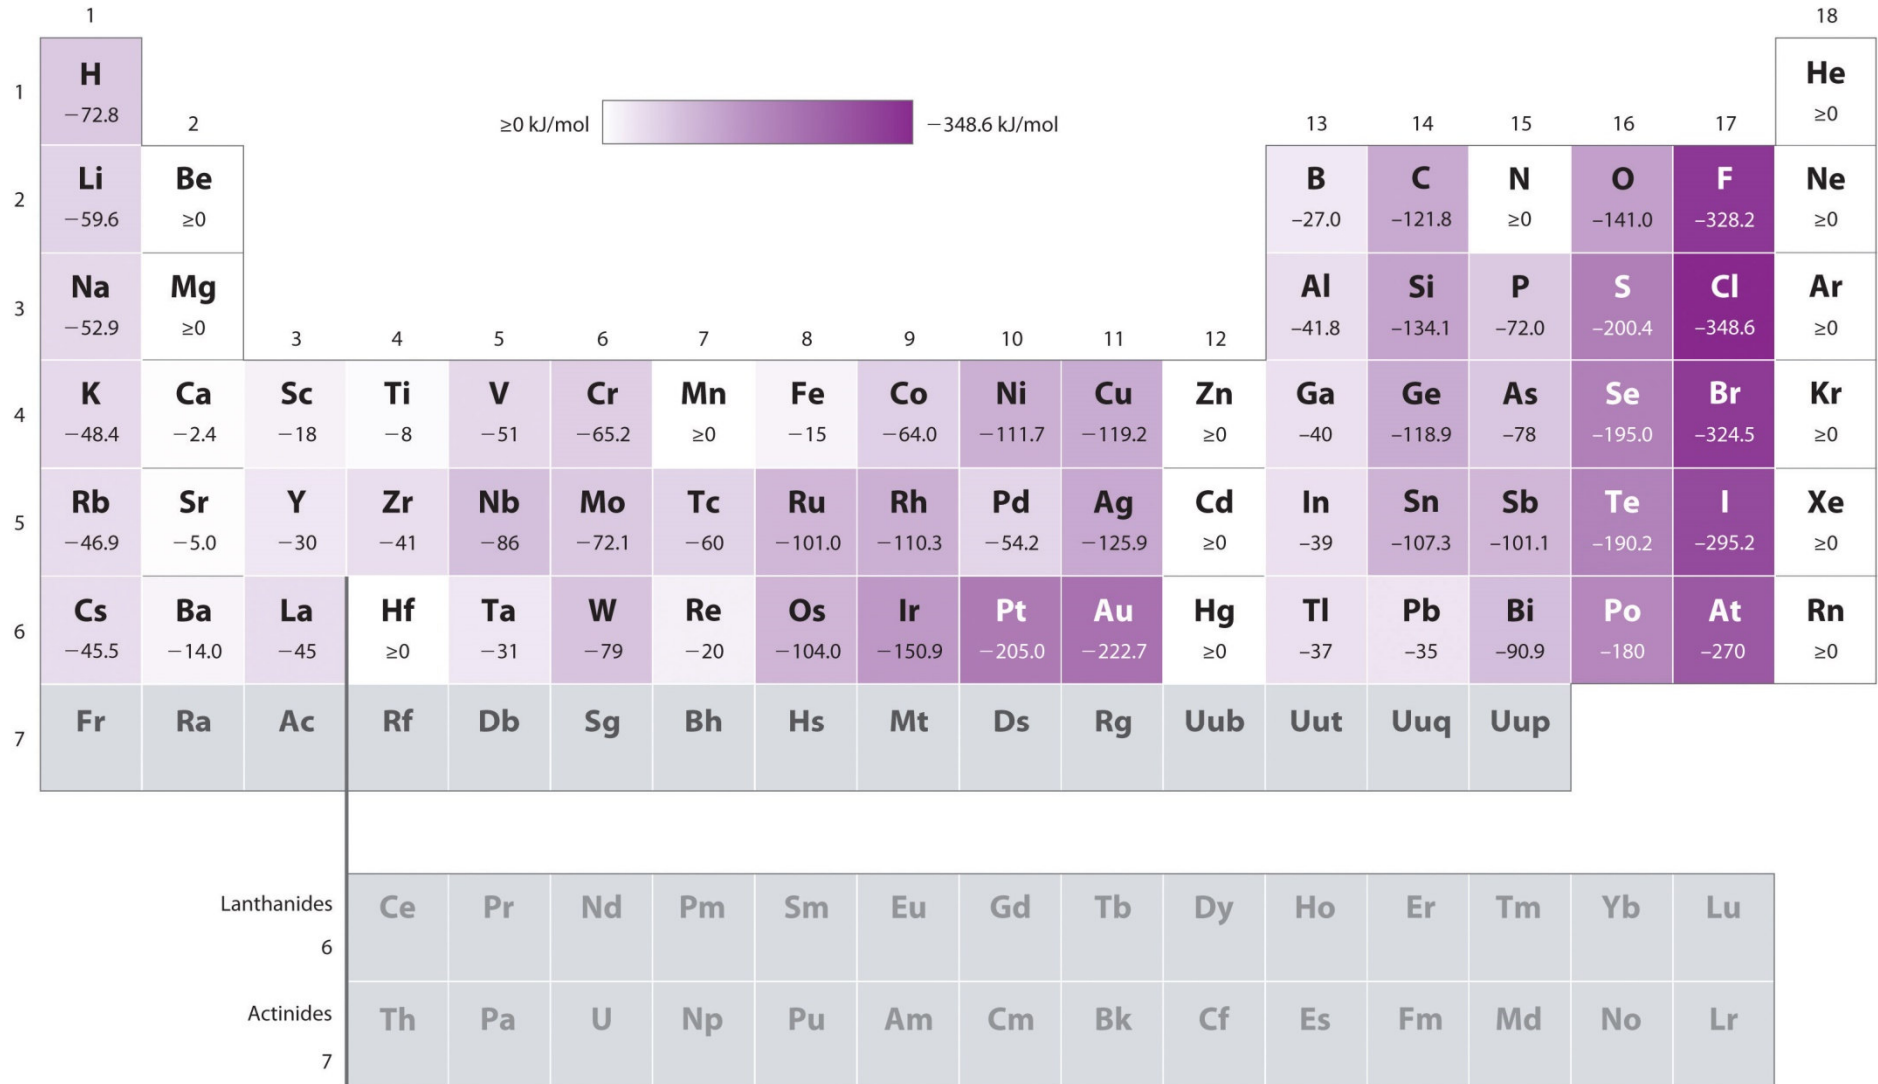 1 18
H He
1 −72.8 2 ≥0 kJ/mol −348.6 kJ/mol 13 14 15 16 17 ≥0
Li Be B C N O F Ne
2 −59.6 ≥0 –27.0 –121.8 ≥0 –141.0 –328.2 ≥0
Na Mg Al Si P S Cl Ar
3 −52.9 ≥0 3 4 5 6 7 8 9 10 11 12 –41.8 –134.1 –72.0 –200.4 –348.6 ≥0
K Ca Sc Ti V Cr Mn Fe Co Ni Cu Zn Ga Ge As Se Br Kr
4 −48.4 −2.4 −18 −8 −51 −65.2 ≥0 −15 −64.0 −111.7 −119.2 ≥0 –40 –118.9 –78 –195.0 –324.5 ≥0
Rb Sr Y Zr Nb Mo Tc Ru Rh Pd Ag Cd In Sn Sb Te I Xe
5 −46.9 −5.0 −30 −41 −86 −72.1 −60 −101.0 −110.3 −54.2 −125.9 ≥0 –39 –107.3 –101.1 –190.2 –295.2 ≥0
Cs Ba La Hf Ta W Re Os Ir Pt Au Hg Tl Pb Bi Po At Rn
6 −45.5 −14.0 −45 ≥0 −31 −79 −20 −104.0 −150.9 −205.0 −222.7 ≥0 –37 –35 –90.9 –180 –270 ≥0
7 Fr Ra Ac Rf Db Sg Bh Hs Mt Ds Rg Uub Uut Uuq Uup
Lanthanides Ce Pr Nd Pm Sm Eu Gd Tb Dy Ho Er Tm Yb Lu
6
Actinides Th Pa U Np Pu Am Cm Bk Cf Es Fm Md No Lr
7